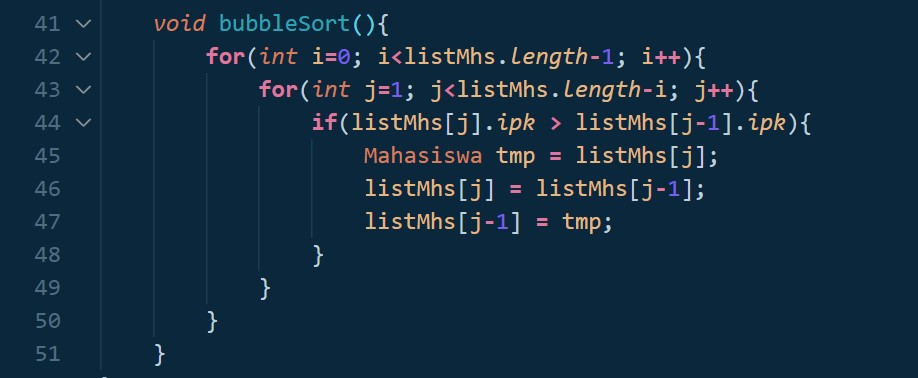 41 void bubbleSort(){
42 for(int i=0; i<listMhs.length-1; i++){
43 for(int j=1; j<listMhs.length-i; j++){
44 if(listMhs[j].ipk > listMhs[j-1].ipk){
45 Mahasiswa tmp = listMhs[j];
46 listMhs[j] = listMhs[j-1];
47 listMhs[j-1] = tmp;
48 }
49 }
50 }
51 }